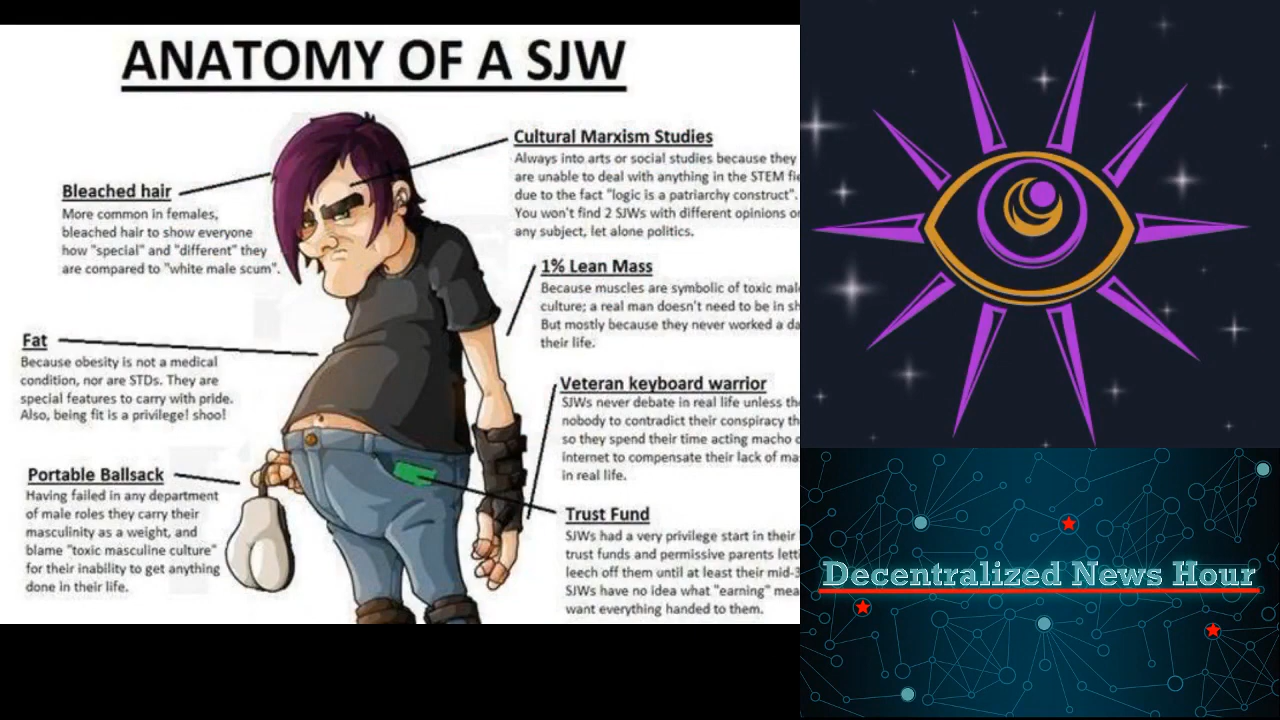 ANATOMY OF A SJW
Bleached hair
More common in females,
bleached hair to show everyone
how "special" and "different" they
are compared to "white male scum".
Fat
Because obesity is not a medical
condition, nor are STDs. They are
special features to carry with pride.
Also, being fit is a privilege! shoo!
Portable Ballsack
Having failed in any department
of male roles they carry their
masculinity as a weight, and
blame "toxic masculine culture"
for their inability to get anything
done in their life.
Cultural Marxism Studies
Always into arts or social studies because they
are unable to deal with anything in the STEM
due to the fact "logic is a patriarchy construct".
You won't find 2 SJWs with different opinions
any subject, let alone politics.
1% Lean Mass
Because muscles are symbolic of toxic
culture; a real man doesn't need to be in
But mostly because they never worked a
their life.
Veteran keyboard warrior
SJWs never debate in real life unless
nobody to contradict their conspiracy
so they spend their time acting macho
internet to compensate their lack of
in real life.
Trust Fund
SJWs had a very privilege start in their
trust funds and permissive parents
leech off them until at least their
SJWs have no idea what "earning"
want everything handed to them.
Decentralized News Hour